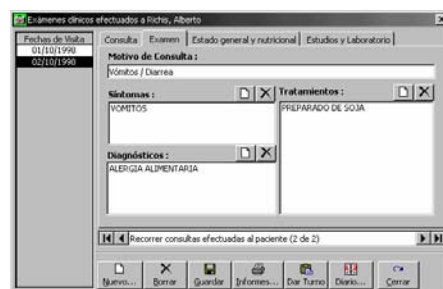 Exámenes clínicos efectuados a Richis, Alberto
Fechas de Visita
01/10/1998
02/10/1998
Consulta Examen Estado general y nutricional Estudios y Laboratorio
Motivo de Consulta :
Vómitos / Diarrea
Síntomas :
VOMITOS
Tratamientos :
PREPARADO DE SOJA
Diagnósticos :
ALERGIA ALIMENTARIA
Recorrer consultas efectuadas al paciente (2 de 2)
Nuevo... Borrar Guardar Informes... Dar Turno Diario... Cerrar